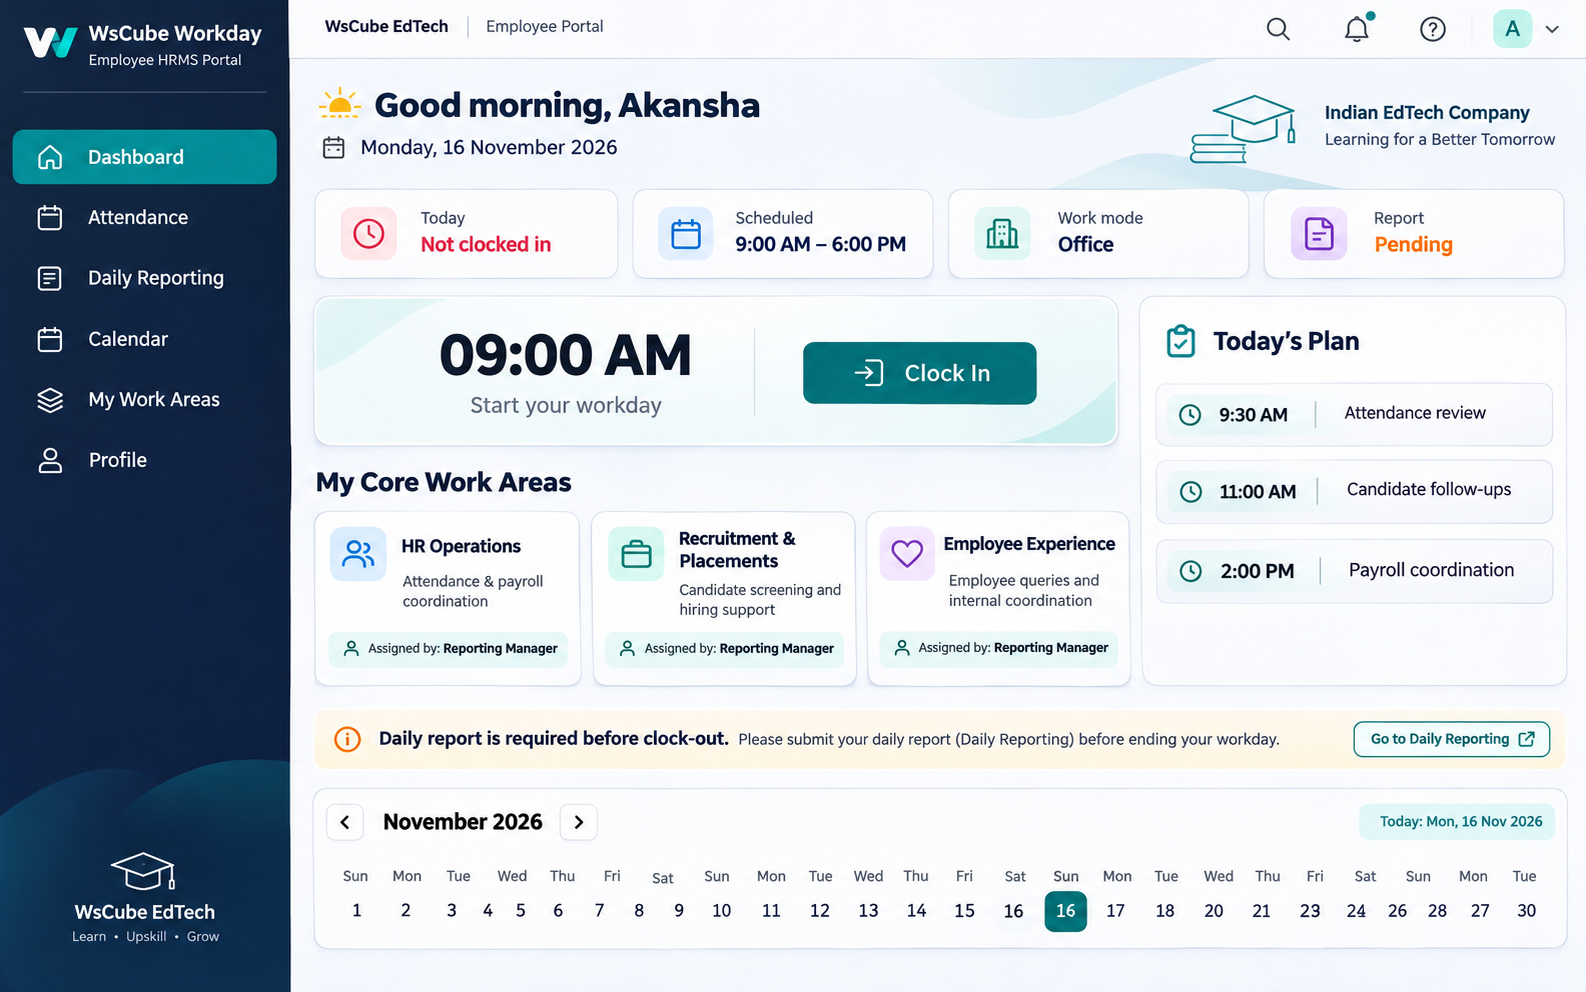 WsCube Workday
Employee HRMS Portal
Dashboard
Attendance
Daily Reporting
Calendar
My Work Areas
Profile
WsCube EdTech
Learn • Upskill • Grow
WsCube EdTech | Employee Portal
A
Good morning, Akansha
Monday, 16 November 2026
Indian EdTech Company
Learning for a Better Tomorrow
Today
Not clocked in
Scheduled
9:00 AM – 6:00 PM
Work mode
Office
Report
Pending
09:00 AM
Start your workday
Clock In
Today's Plan
9:30 AM | Attendance review
11:00 AM | Candidate follow-ups
2:00 PM | Payroll coordination
My Core Work Areas
HR Operations
Attendance & payroll
coordination
Assigned by: Reporting Manager
Recruitment &
Placements
Candidate screening and
hiring support
Assigned by: Reporting Manager
Employee Experience
Employee queries and
internal coordination
Assigned by: Reporting Manager
Daily report is required before clock-out. Please submit your daily report (Daily Reporting) before ending your workday.
Go to Daily Reporting
November 2026
Today: Mon, 16 Nov 2026
Sun Mon Tue Wed Thu Fri Sat Sun Mon Tue Wed Thu Fri Sat Sun Mon Tue Wed Thu Fri Sat Sun Mon Tue
1 2 3 4 5 6 7 8 9 10 11 12 13 14 15 16 16 17 18 20 21 23 24 26 28 27 30